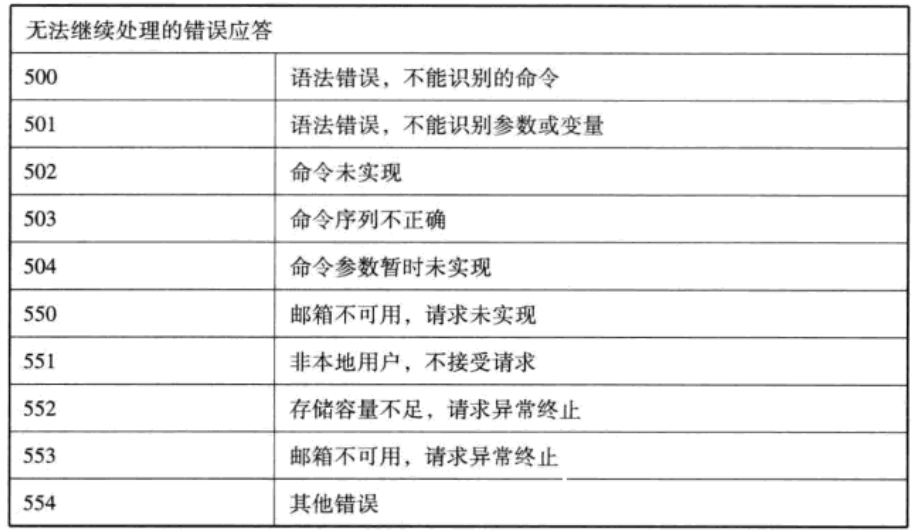 无法继续处理的错误应答
500 语法错误，不能识别的命令
501 语法错误，不能识别参数或变量
502 命令未实现
503 命令序列不正确
504 命令参数暂时未实现
550 邮箱不可用，请求未实现
551 非本地用户，不接受请求
552 存储容量不足，请求异常终止
553 邮箱不可用，请求异常终止
554 其他错误